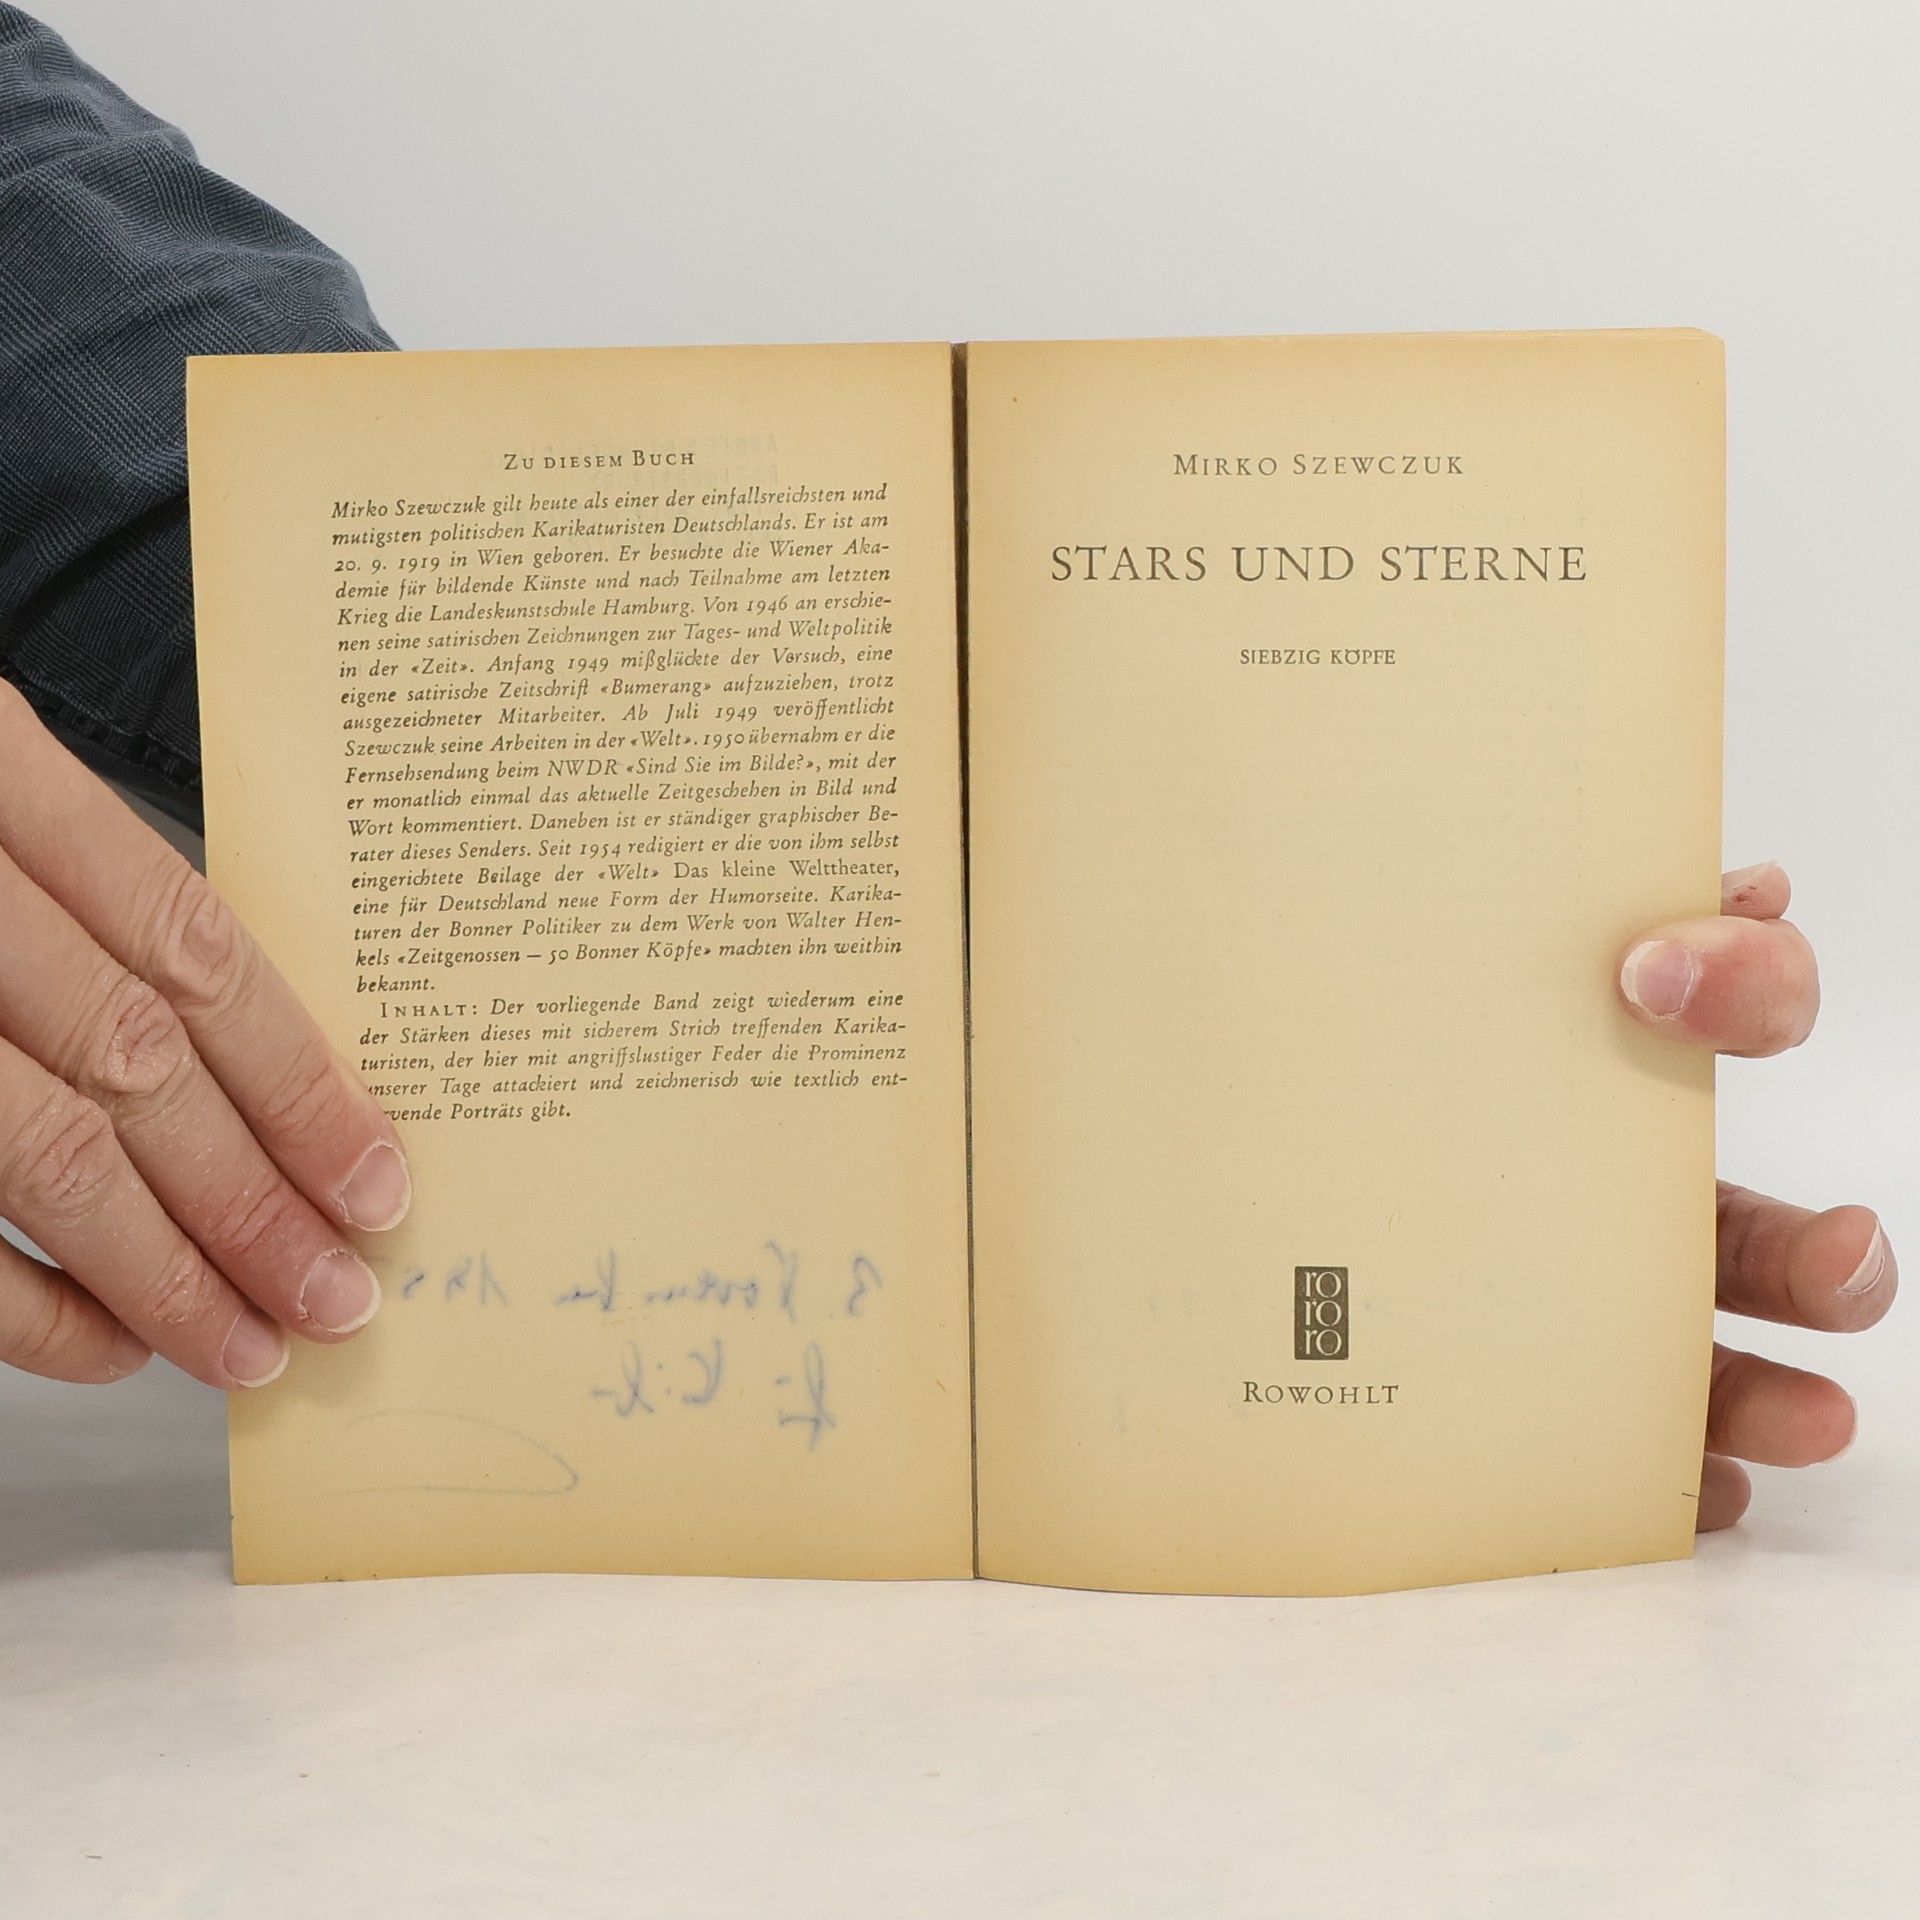 ZU DIESEM BUCH
Mirko Szewczuk gilt heute als einer der einfallsreichsten und
mutigsten politischen Karikaturisten Deutschlands. Er ist am
20. 9. 1919 in Wien geboren. Er besuchte die Wiener Aka-
demie für bildende Künste und nach Teilnahme am letzten
Krieg die Landeskunstschule Hamburg. Von 1946 an erschie-
nen seine satirischen Zeichnungen zur Tages- und Weltpolitik
in der «Zeit». Anfang 1949 mißglückte der Versuch, eine
eigene satirische Zeitschrift «Bumerang» aufzuziehen, trotz
ausgezeichneter Mitarbeiter. Ab Juli 1949 veröffentlicht
Szewczuk seine Arbeiten in der «Welt». 1950 übernahm er die
Fernsehsendung beim NWDR «Sind Sie im Bilde?», mit der
er monatlich einmal das aktuelle Zeitgeschehen in Bild und
Wort kommentiert. Daneben ist er ständiger graphischer Be-
rater dieses Senders. Seit 1954 redigiert er die von ihm selbst
eingerichtete Beilage der «Welt» Das kleine Welttheater,
eine für Deutschland neue Form der Humorseite. Karika-
turen der Bonner Politiker zu dem Werk von Walter Hen-
kels «Zeitgenossen – 50 Bonner Köpfe» machten ihn weithin
bekannt.
INHALT: Der vorliegende Band zeigt wiederum eine
der Stärken dieses mit sicherem Strich treffenden Karika-
turisten, der hier mit angriffslustiger Feder die Prominenz
unserer Tage attackiert und zeichnerisch wie textlich ent-
Porträts gibt.
MIRKO SZEWCZUK
STARS UND STERNE
SIEBZIG KÖPFE
ro
ro
ro
ROWOHLT